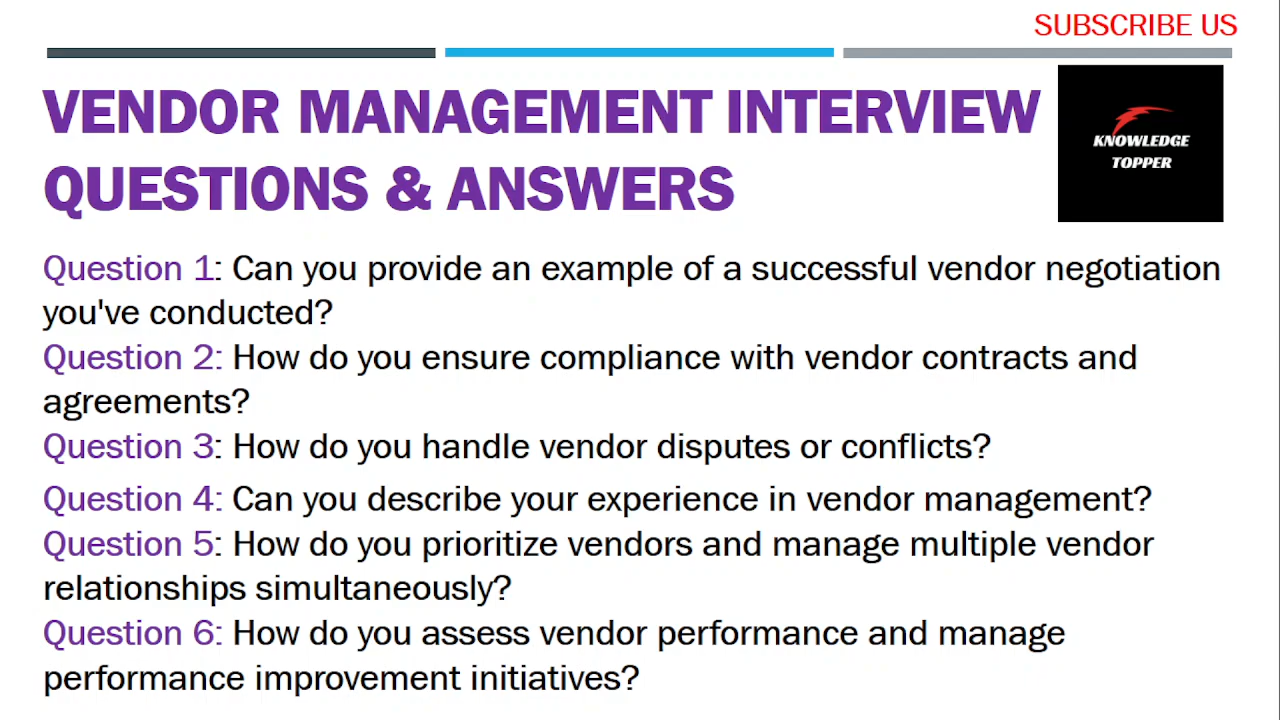 SUBSCRIBE US
VENDOR MANAGEMENT INTERVIEW
QUESTIONS & ANSWERS
KNOWLEDGE
TOPPER
Question 1: Can you provide an example of a successful vendor negotiation
you've conducted?
Question 2: How do you ensure compliance with vendor contracts and
agreements?
Question 3: How do you handle vendor disputes or conflicts?
Question 4: Can you describe your experience in vendor management?
Question 5: How do you prioritize vendors and manage multiple vendor
relationships simultaneously?
Question 6: How do you assess vendor performance and manage
performance improvement initiatives?